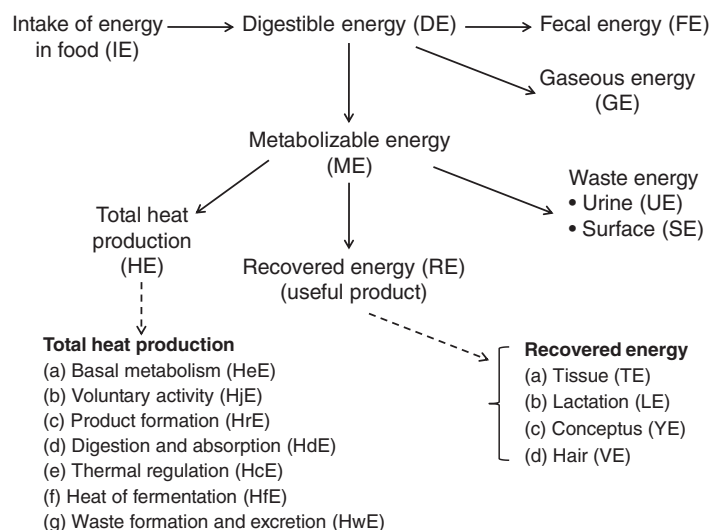 Intake of energy
in food (IE)
Digestible energy (DE)
Fecal energy (FE)
Gaseous energy
(GE)
Metabolizable energy
(ME)
Waste energy
• Urine (UE)
• Surface (SE)
Total heat
production
(HE)
Recovered energy (RE)
(useful product)
Total heat production
(a) Basal metabolism (HeE)
(b) Voluntary activity (HjE)
(c) Product formation (HrE)
(d) Digestion and absorption (HdE)
(e) Thermal regulation (HcE)
(f) Heat of fermentation (HfE)
(g) Waste formation and excretion (HwE)
Recovered energy
(a) Tissue (TE)
(b) Lactation (LE)
(c) Conceptus (YE)
(d) Hair (VE)